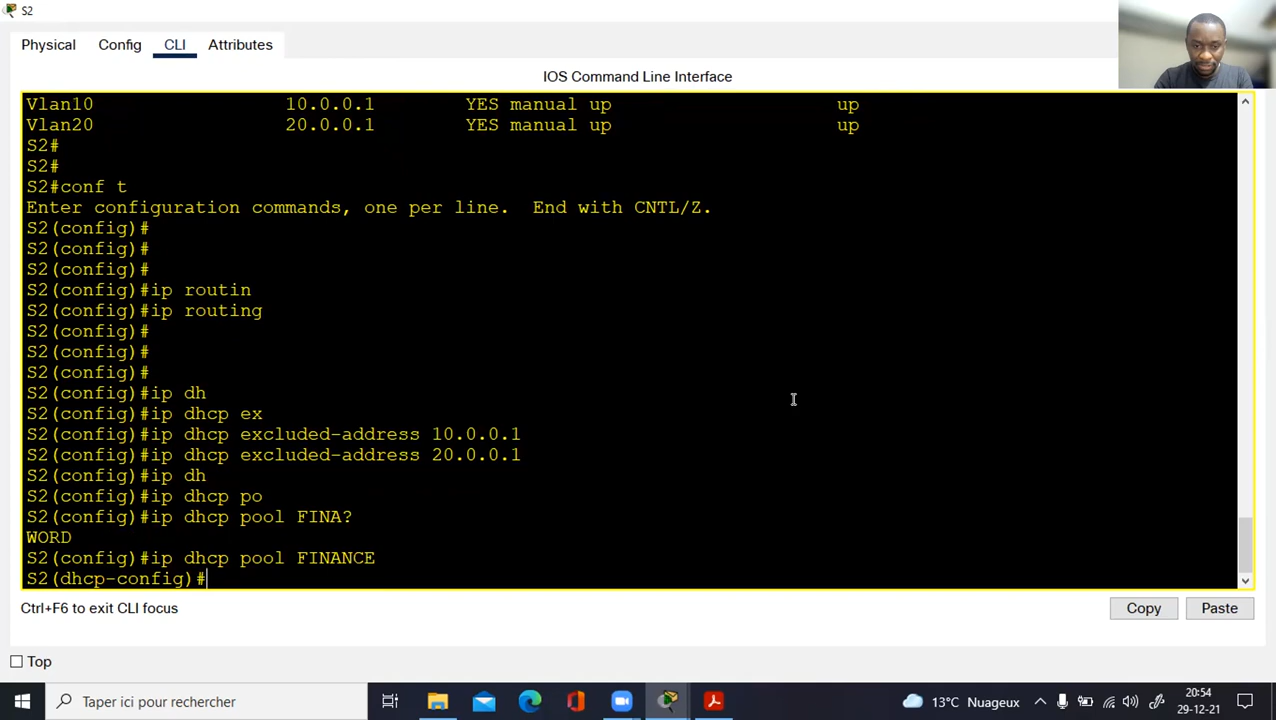 S2
Physical Config CLI Attributes
IOS Command Line Interface
Vlan10 10.0.0.1 YES manual up up
Vlan20 20.0.0.1 YES manual up up
S2#
S2#
S2#conf t
Enter configuration commands, one per line. End with CNTL/Z.
S2(config)#
S2(config)#
S2(config)#
S2(config)#ip routin
S2(config)#ip routing
S2(config)#
S2(config)#
S2(config)#
S2(config)#ip dh
S2(config)#ip dhcp ex
S2(config)#ip dhcp excluded-address 10.0.0.1
S2(config)#ip dhcp excluded-address 20.0.0.1
S2(config)#ip dh
S2(config)#ip dhcp po
S2(config)#ip dhcp pool FINA?
WORD
S2(config)#ip dhcp pool FINANCE
S2(dhcp-config)#
Ctrl+F6 to exit CLI focus
Copy Paste
Top
Taper ici pour rechercher
13°C Nuageux
20:54
29-12-21